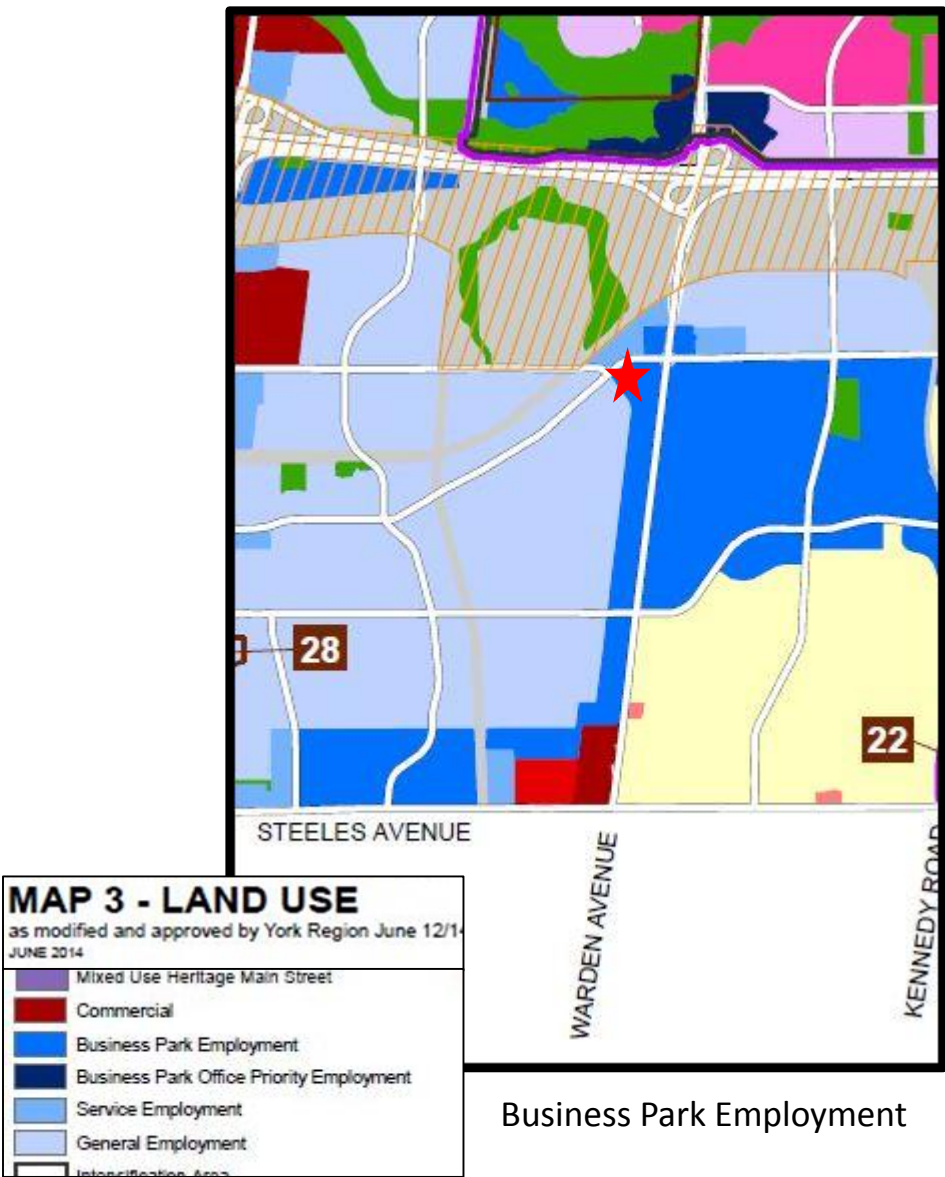 28
22
STEELES AVENUE
WARDEN AVENUE
KENNEDY ROAD
MAP 3 - LAND USE
as modified and approved by York Region June 12/14
JUNE 2014
Mixed Use Heritage Main Street
Commercial
Business Park Employment
Business Park Office Priority Employment
Service Employment
General Employment
Intensification Area
Business Park Employment